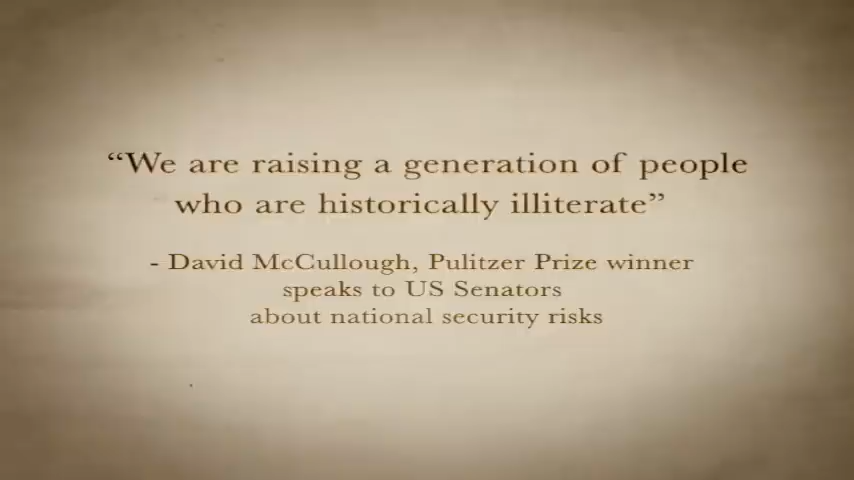 “We are raising a generation of people
who are historically illiterate”
- David McCullough, Pulitzer Prize winner
speaks to US Senators
about national security risks